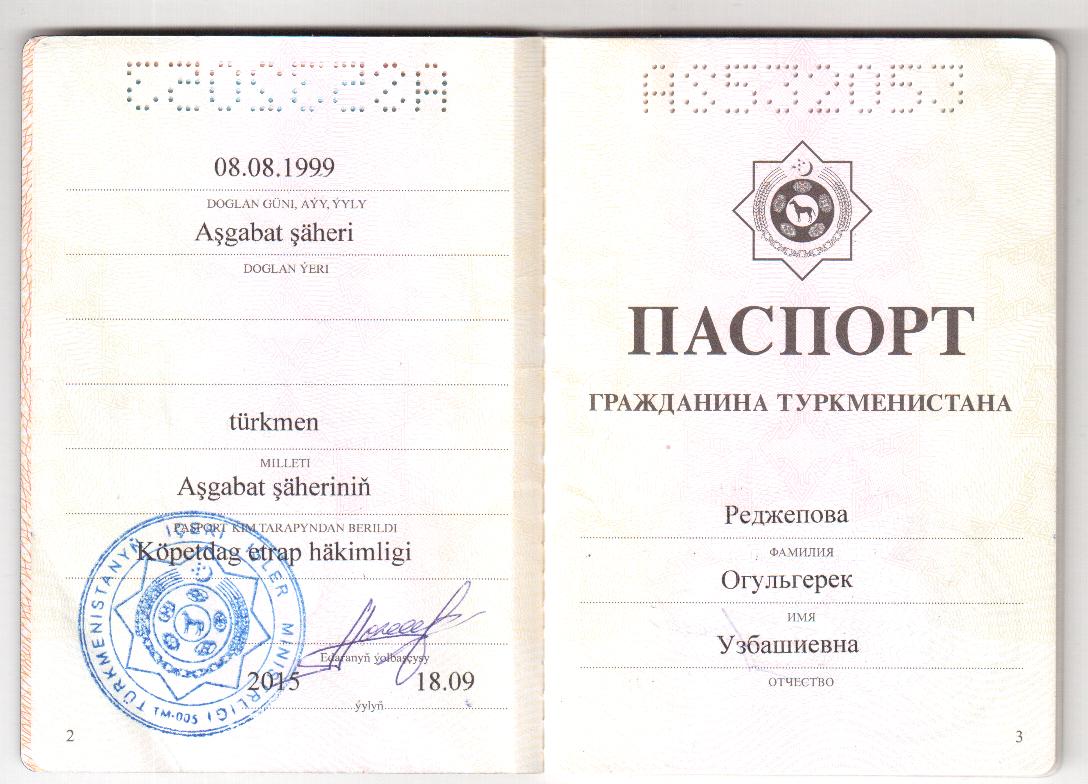 AS532053
08.08.1999
DOGLAN GÜNI, AÝY, ÝYLY
Aşgabat şäheri
DOGLAN ÝERI
türkmen
MILLETI
Aşgabat şäheriniň
PASPORT KIM TARAPYNDAN BERILDI
Köpetdag etrap häkimligi
Edaranyň ýolbaşçysy
2015 18.09
ýylyň
TÜRKMENISTANYŇ IÇERI IŞLER MINISTRLIGI
TM-005
2
AS532053
ПАСПОРТ
ГРАЖДАНИНА ТУРКМЕНИСТАНА
Реджепова
ФАМИЛИЯ
Огульгерек
ИМЯ
Узбашиевна
ОТЧЕСТВО
3